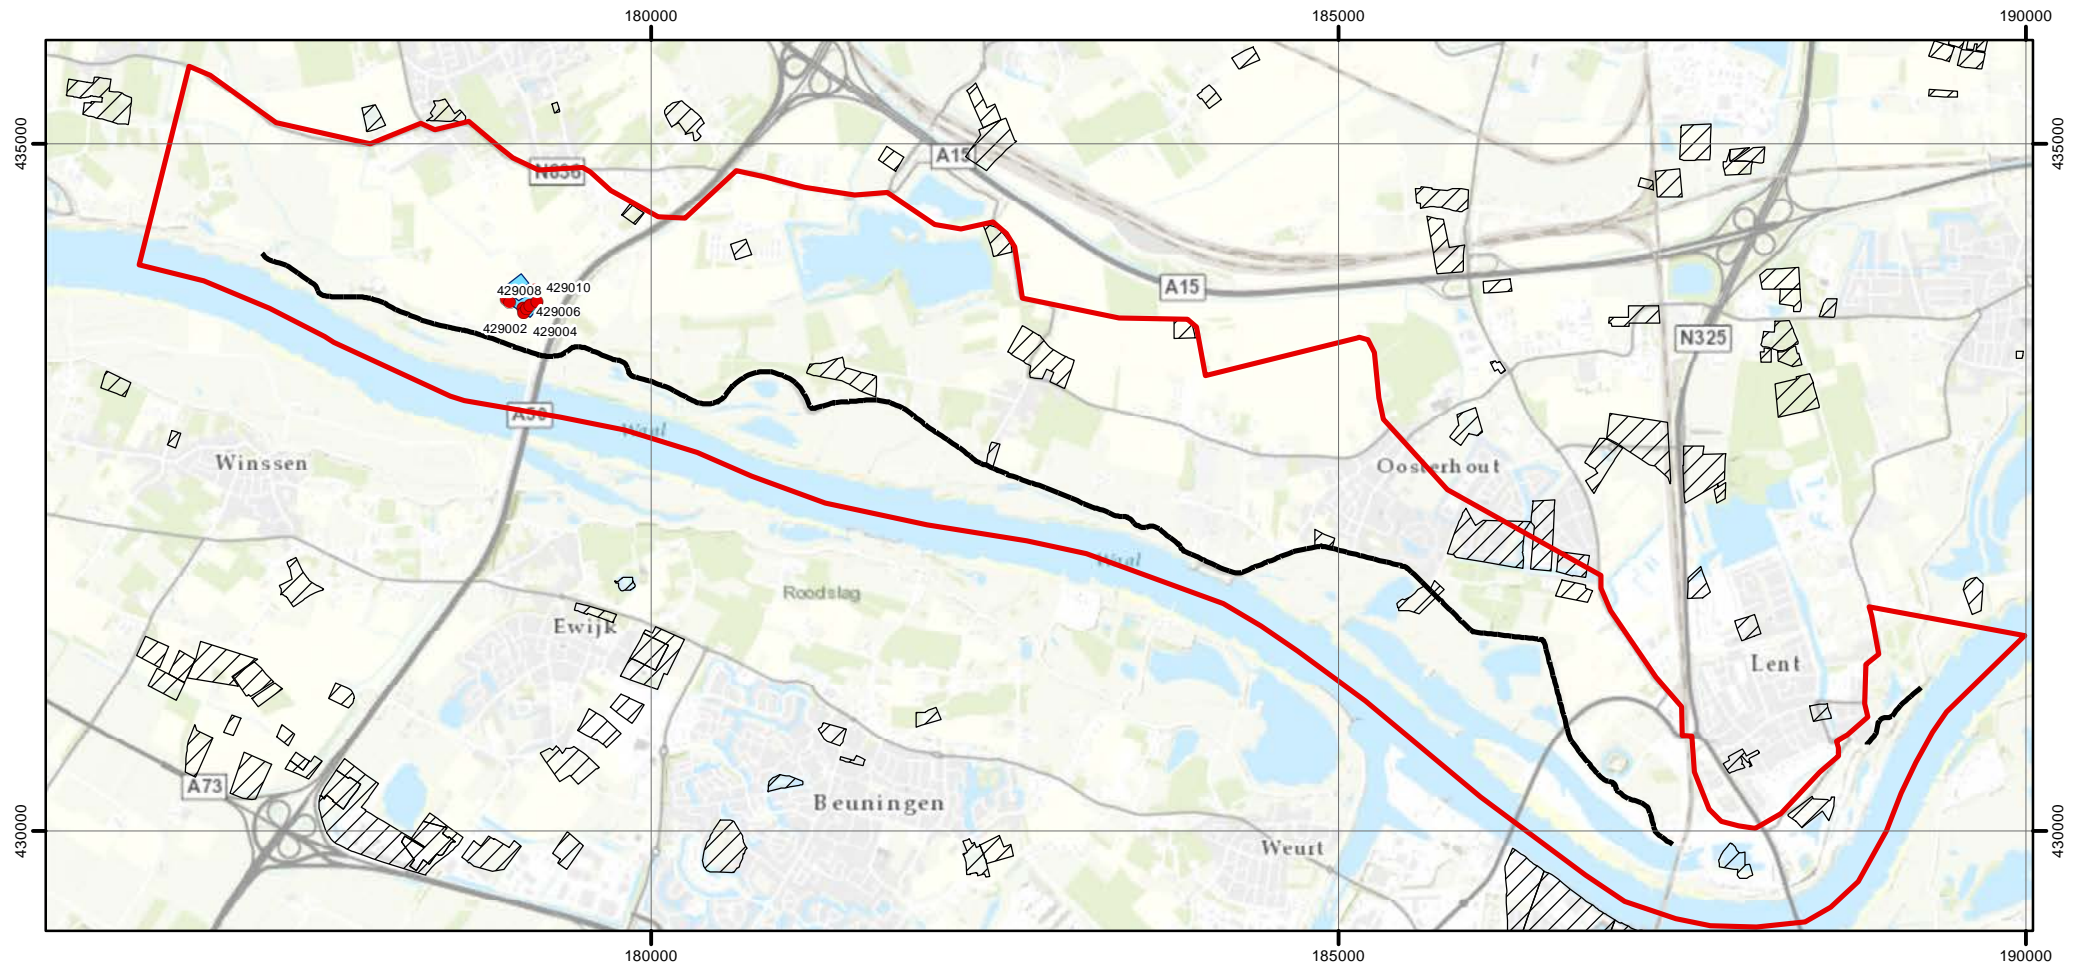 180000 185000 190000
435000 435000
A15
N836
429008 429010
A15
429006
429002 429004
N325
A50
Waal
Winssen
Oosterhout
Waal
Roodslag
Ewijk
Lent
A73
Beuningen
430000 430000
Weurt
180000 185000 190000